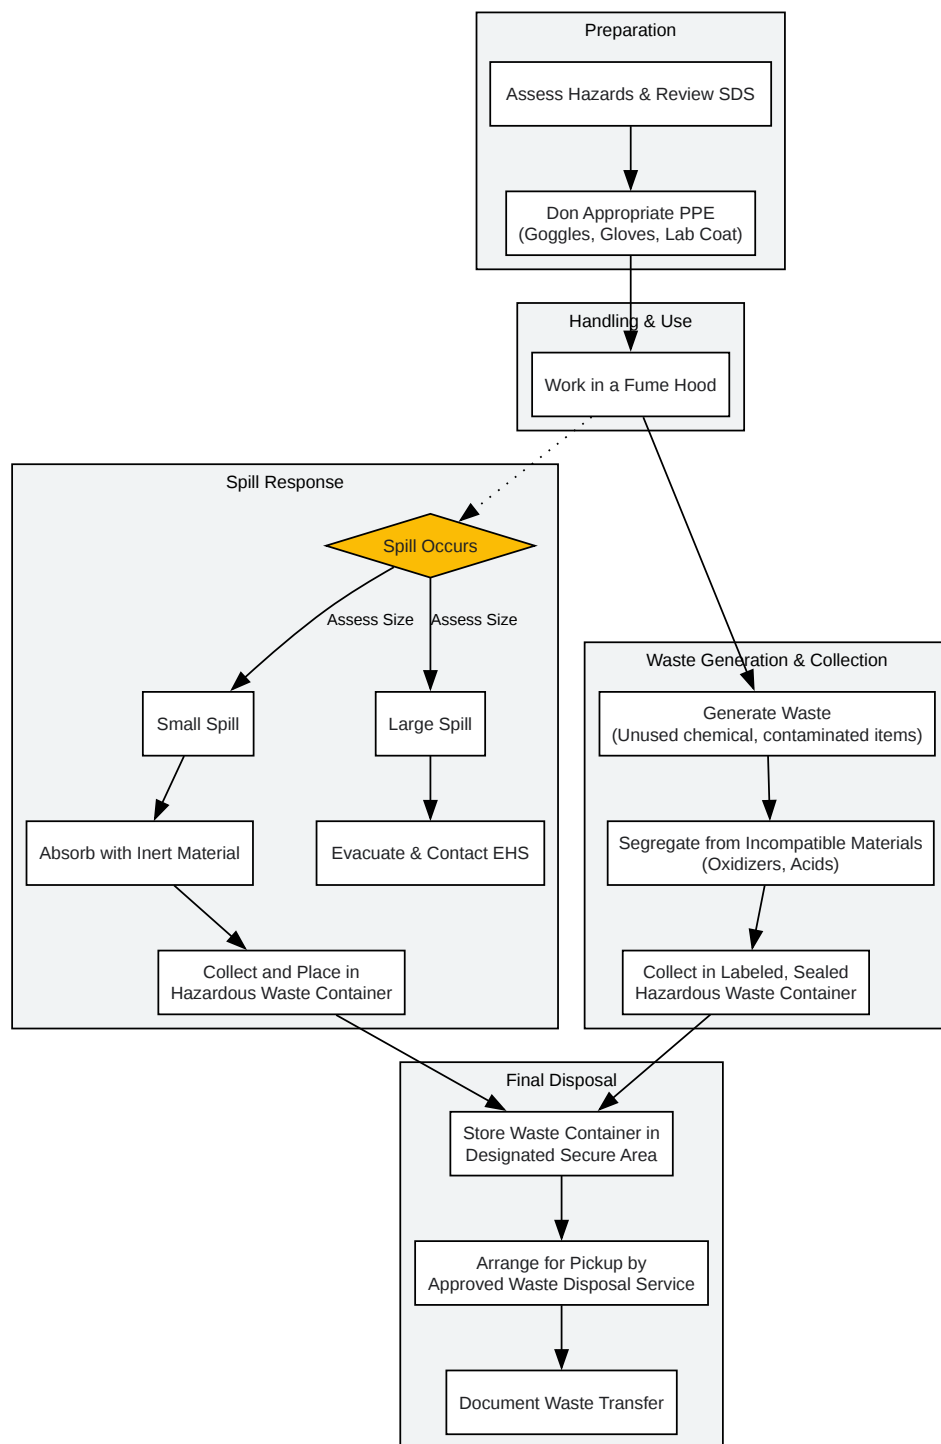 Preparation
Assess Hazards & Review SDS
Don Appropriate PPE
(Goggles, Gloves, Lab Coat)
Handling & Use
Work in a Fume Hood
Spill Response
Spill Occurs
Assess Size
Assess Size
Small Spill
Large Spill
Absorb with Inert Material
Evacuate & Contact EHS
Collect and Place in
Hazardous Waste Container
Waste Generation & Collection
Generate Waste
(Unused chemical, contaminated items)
Segregate from Incompatible Materials
(Oxidizers, Acids)
Collect in Labeled, Sealed
Hazardous Waste Container
Final Disposal
Store Waste Container in
Designated Secure Area
Arrange for Pickup by
Approved Waste Disposal Service
Document Waste Transfer